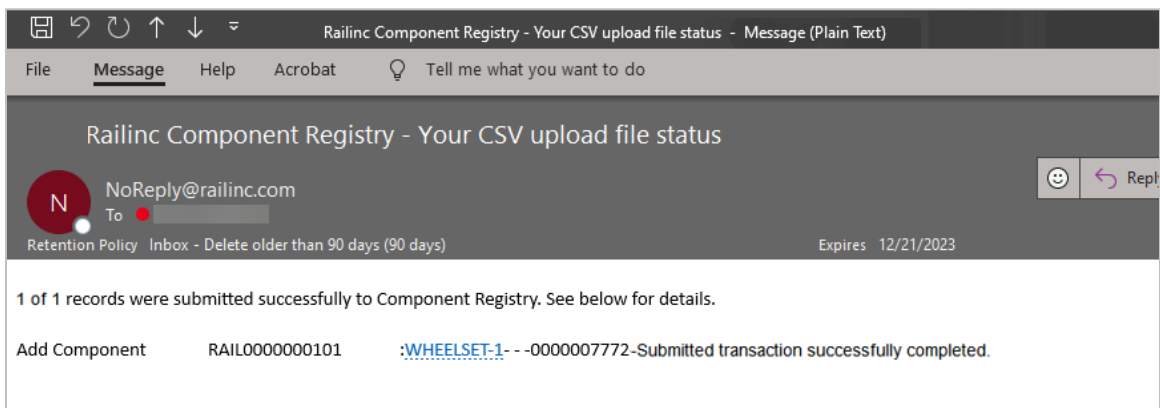 Railinc Component Registry - Your CSV upload file status - Message (Plain Text)
File Message Help Acrobat Tell me what you want to do
Railinc Component Registry - Your CSV upload file status
N
NoReply@railinc.com
Repl
To
Retention Policy Inbox - Delete older than 90 days (90 days) Expires 12/21/2023
1 of 1 records were submitted successfully to Component Registry. See below for details.
Add Component RAIL0000000101 :WHEELSET-1- - -0000007772-Submitted transaction successfully completed.